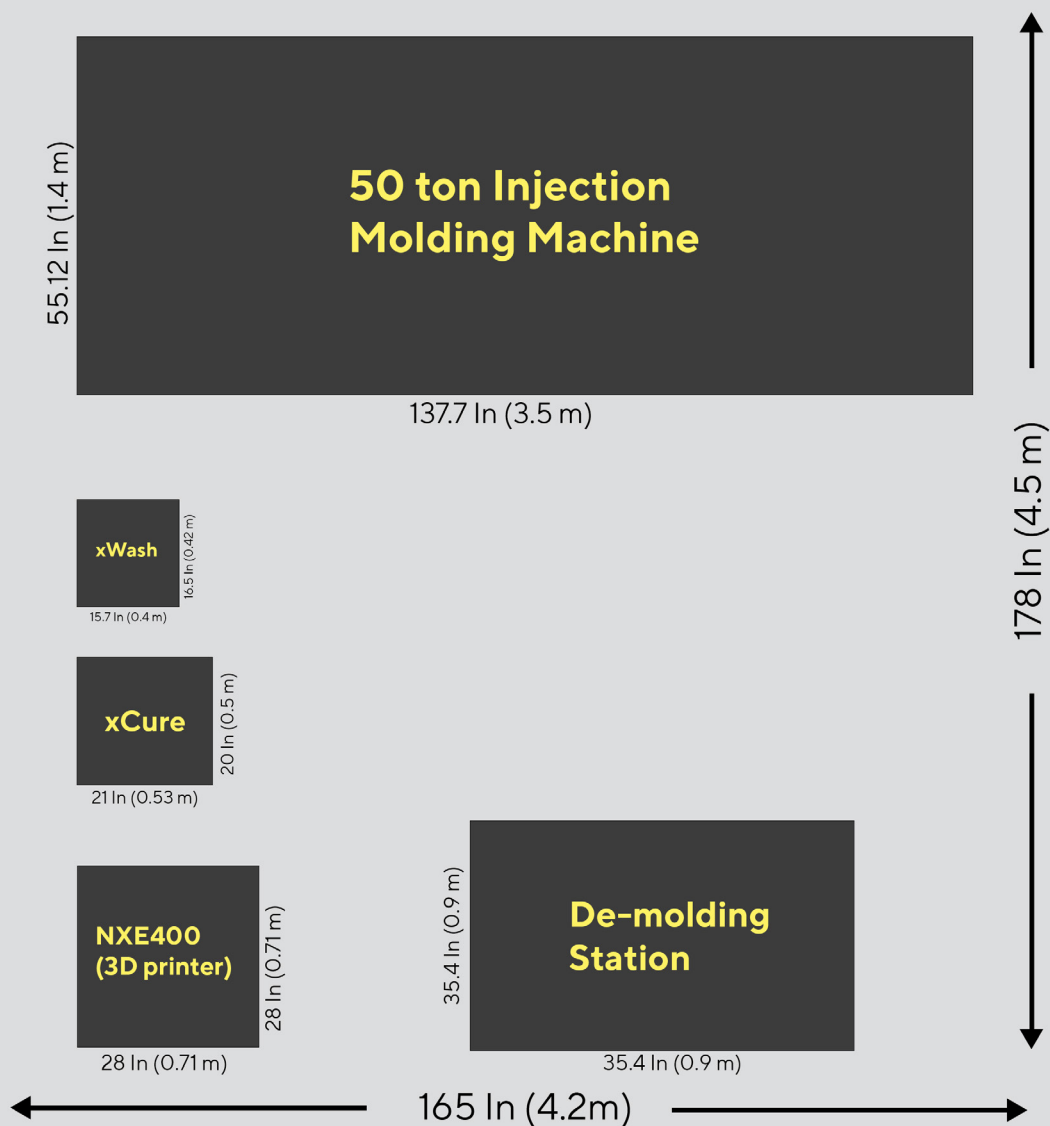 50 ton Injection
Molding Machine
55.12 In (1.4 m)
137.7 In (3.5 m)
178 In (4.5 m)
xWash
16.5 In (0.42 m)
15.7 In (0.4 m)
xCure
20 In (0.5 m)
21 In (0.53 m)
NXE400
(3D printer)
28 In (0.71 m)
28 In (0.71 m)
De-molding
Station
35.4 In (0.9 m)
35.4 In (0.9 m)
165 In (4.2m)